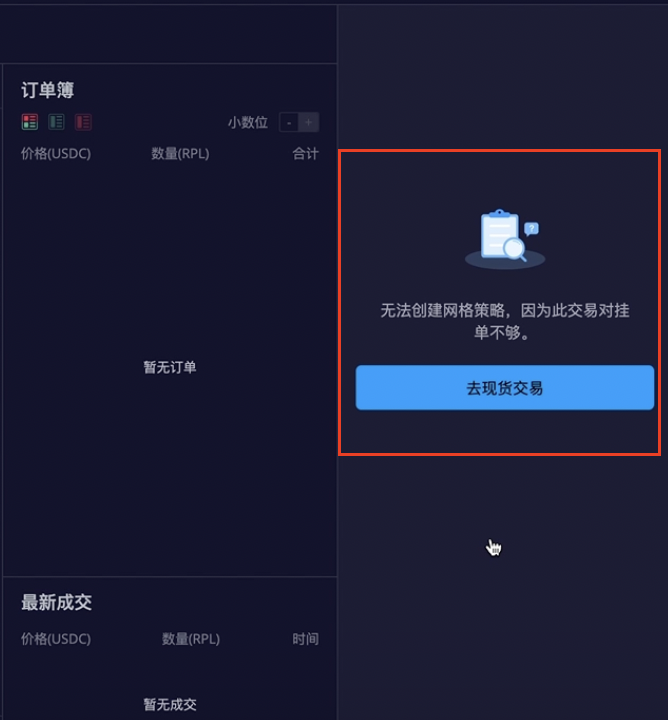 订单簿
小数位 - +
价格(USDC) 数量(RPL) 合计
暂无订单
?
无法创建网格策略，因为此交易对挂
单不够。
去现货交易
最新成交
价格(USDC) 数量(RPL) 时间
暂无成交